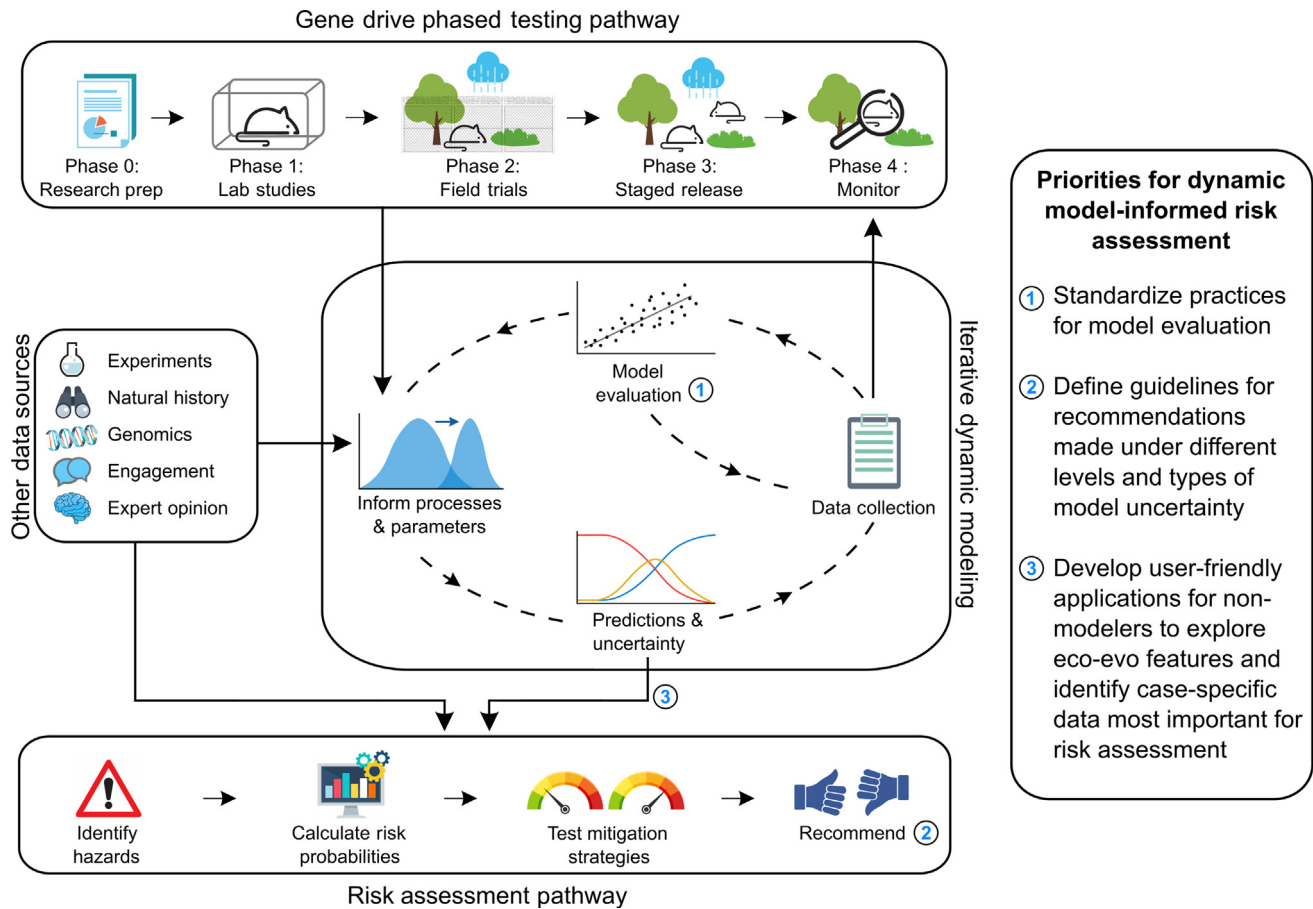 Gene drive phased testing pathway
Phase 0:
Research prep
Phase 1:
Lab studies
Phase 2:
Field trials
Phase 3:
Staged release
Phase 4 :
Monitor
Other data sources
Experiments
Natural history
Genomics
Engagement
Expert opinion
Iterative dynamic modeling
Model
evaluation 1
Inform processes
& parameters
Data collection
Predictions &
uncertainty
3
Identify
hazards
Calculate risk
probabilities
Test mitigation
strategies
Recommend 2
Risk assessment pathway
Priorities for dynamic
model-informed risk
assessment
1 Standardize practices
for model evaluation
2 Define guidelines for
recommendations
made under different
levels and types of
model uncertainty
3 Develop user-friendly
applications for non-
modelers to explore
eco-evo features and
identify case-specific
data most important for
risk assessment